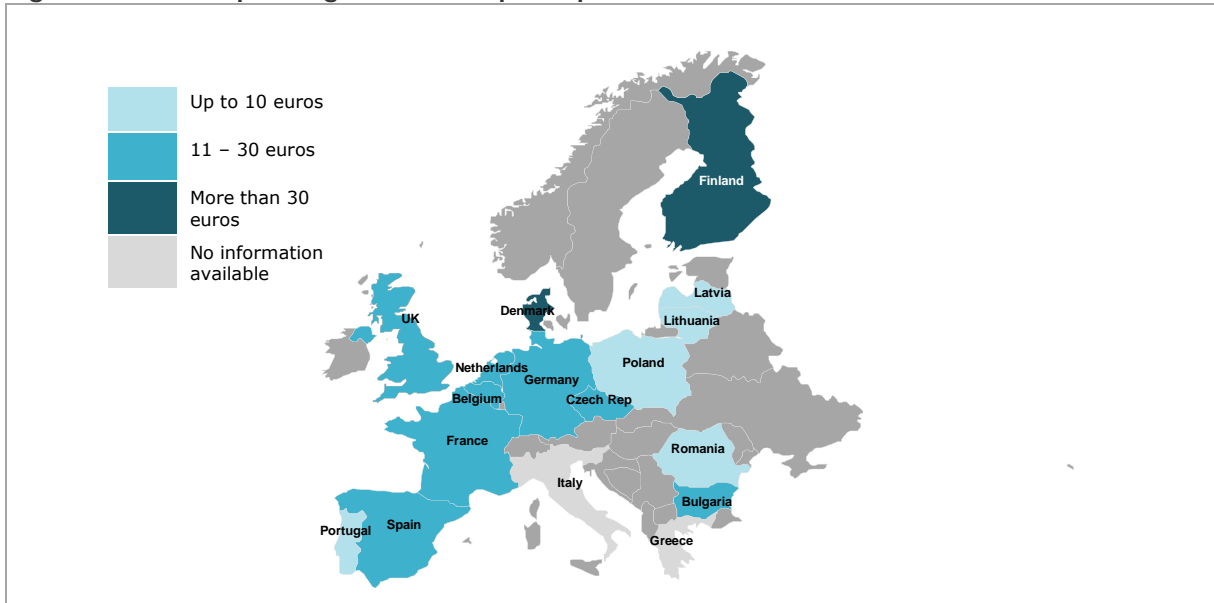 Up to 10 euros
11 – 30 euros
More than 30
euros
No information
available
Finland
Latvia
Lithuania
Denmark
UK
Netherlands
Poland
Germany
Belgium
Czech Rep
France
Romania
Italy
Bulgaria
Portugal
Spain
Greece